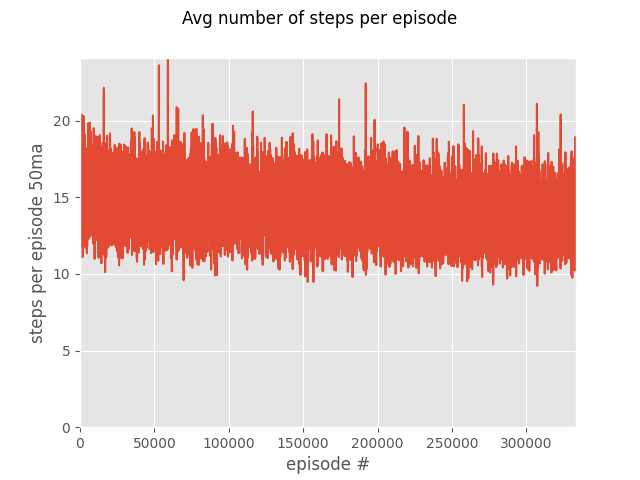 Avg number of steps per episode
steps per episode 50ma
20
15
10
5
0
0 50000 100000 150000 200000 250000 300000
episode #